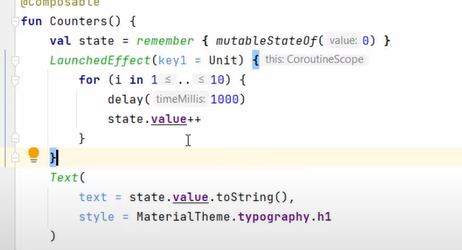 @Composable
fun Counters() {
val state = remember { mutableStateOf( value: 0) }
LaunchedEffect(key1 = Unit) { this: CoroutineScope
for (i in 1 ≤ .. ≤ 10) {
delay( timeMillis: 1000)
state.value++
}
}
Text(
text = state.value.toString(),
style = MaterialTheme.typography.h1
)